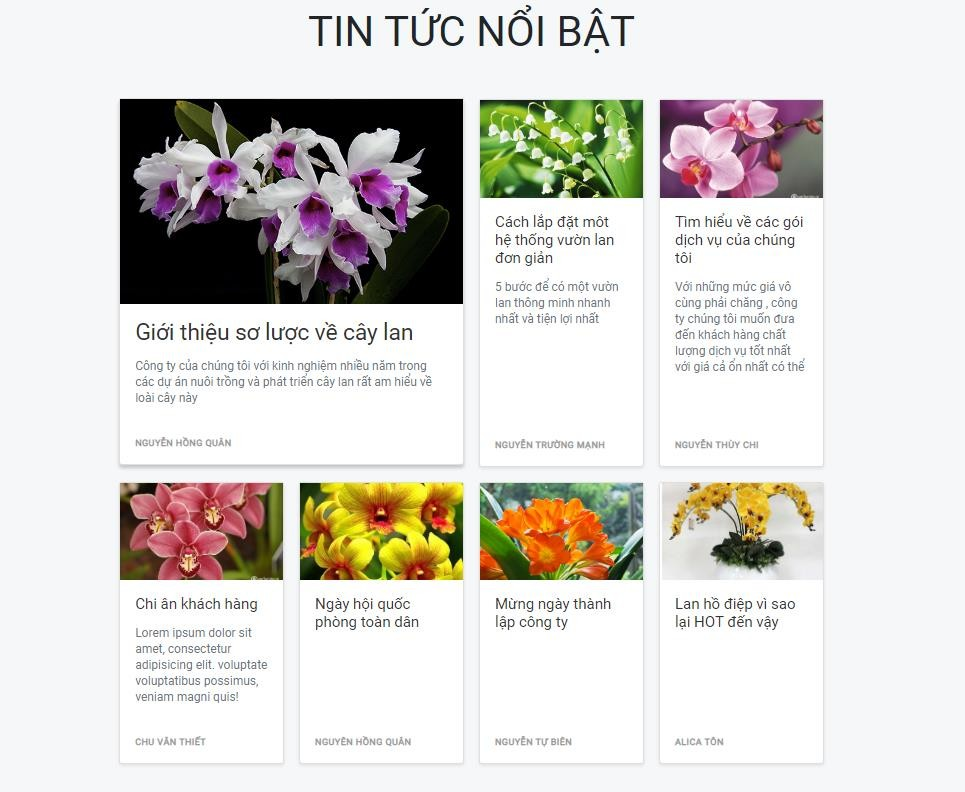 TIN TỨC NỔI BẬT
Giới thiệu sơ lược về cây lan
Công ty của chúng tôi với kinh nghiệm nhiều năm trong
các dự án nuôi trồng và phát triển cây lan rất am hiểu về
loài cây này
NGUYỄN HỒNG QUÂN
Cách lắp đặt một
hệ thống vườn lan
đơn giản
5 bước để có một vườn
lan thông minh nhanh
nhất và tiện lợi nhất
NGUYỄN TRƯỜNG MẠNH
Tìm hiểu về các gói
dịch vụ của chúng
tôi
Với những mức giá vô
cùng phải chăng , công
ty chúng tôi muốn đưa
đến khách hàng chất
lượng dịch vụ tốt nhất
với giá cả ổn nhất có thể
NGUYỄN THÙY CHI
Chi ân khách hàng
Lorem ipsum dolor sit
amet, consectetur
adipisicing elit. voluptate
voluptatibus possimus,
veniam magni quis!
CHU VĂN THIẾT
Ngày hội quốc
phòng toàn dân
NGUYỄN HỒNG QUÂN
Mừng ngày thành
lập công ty
NGUYỄN TỰ BIÊN
Lan hồ điệp vì sao
lại HOT đến vậy
ALICA TÔN